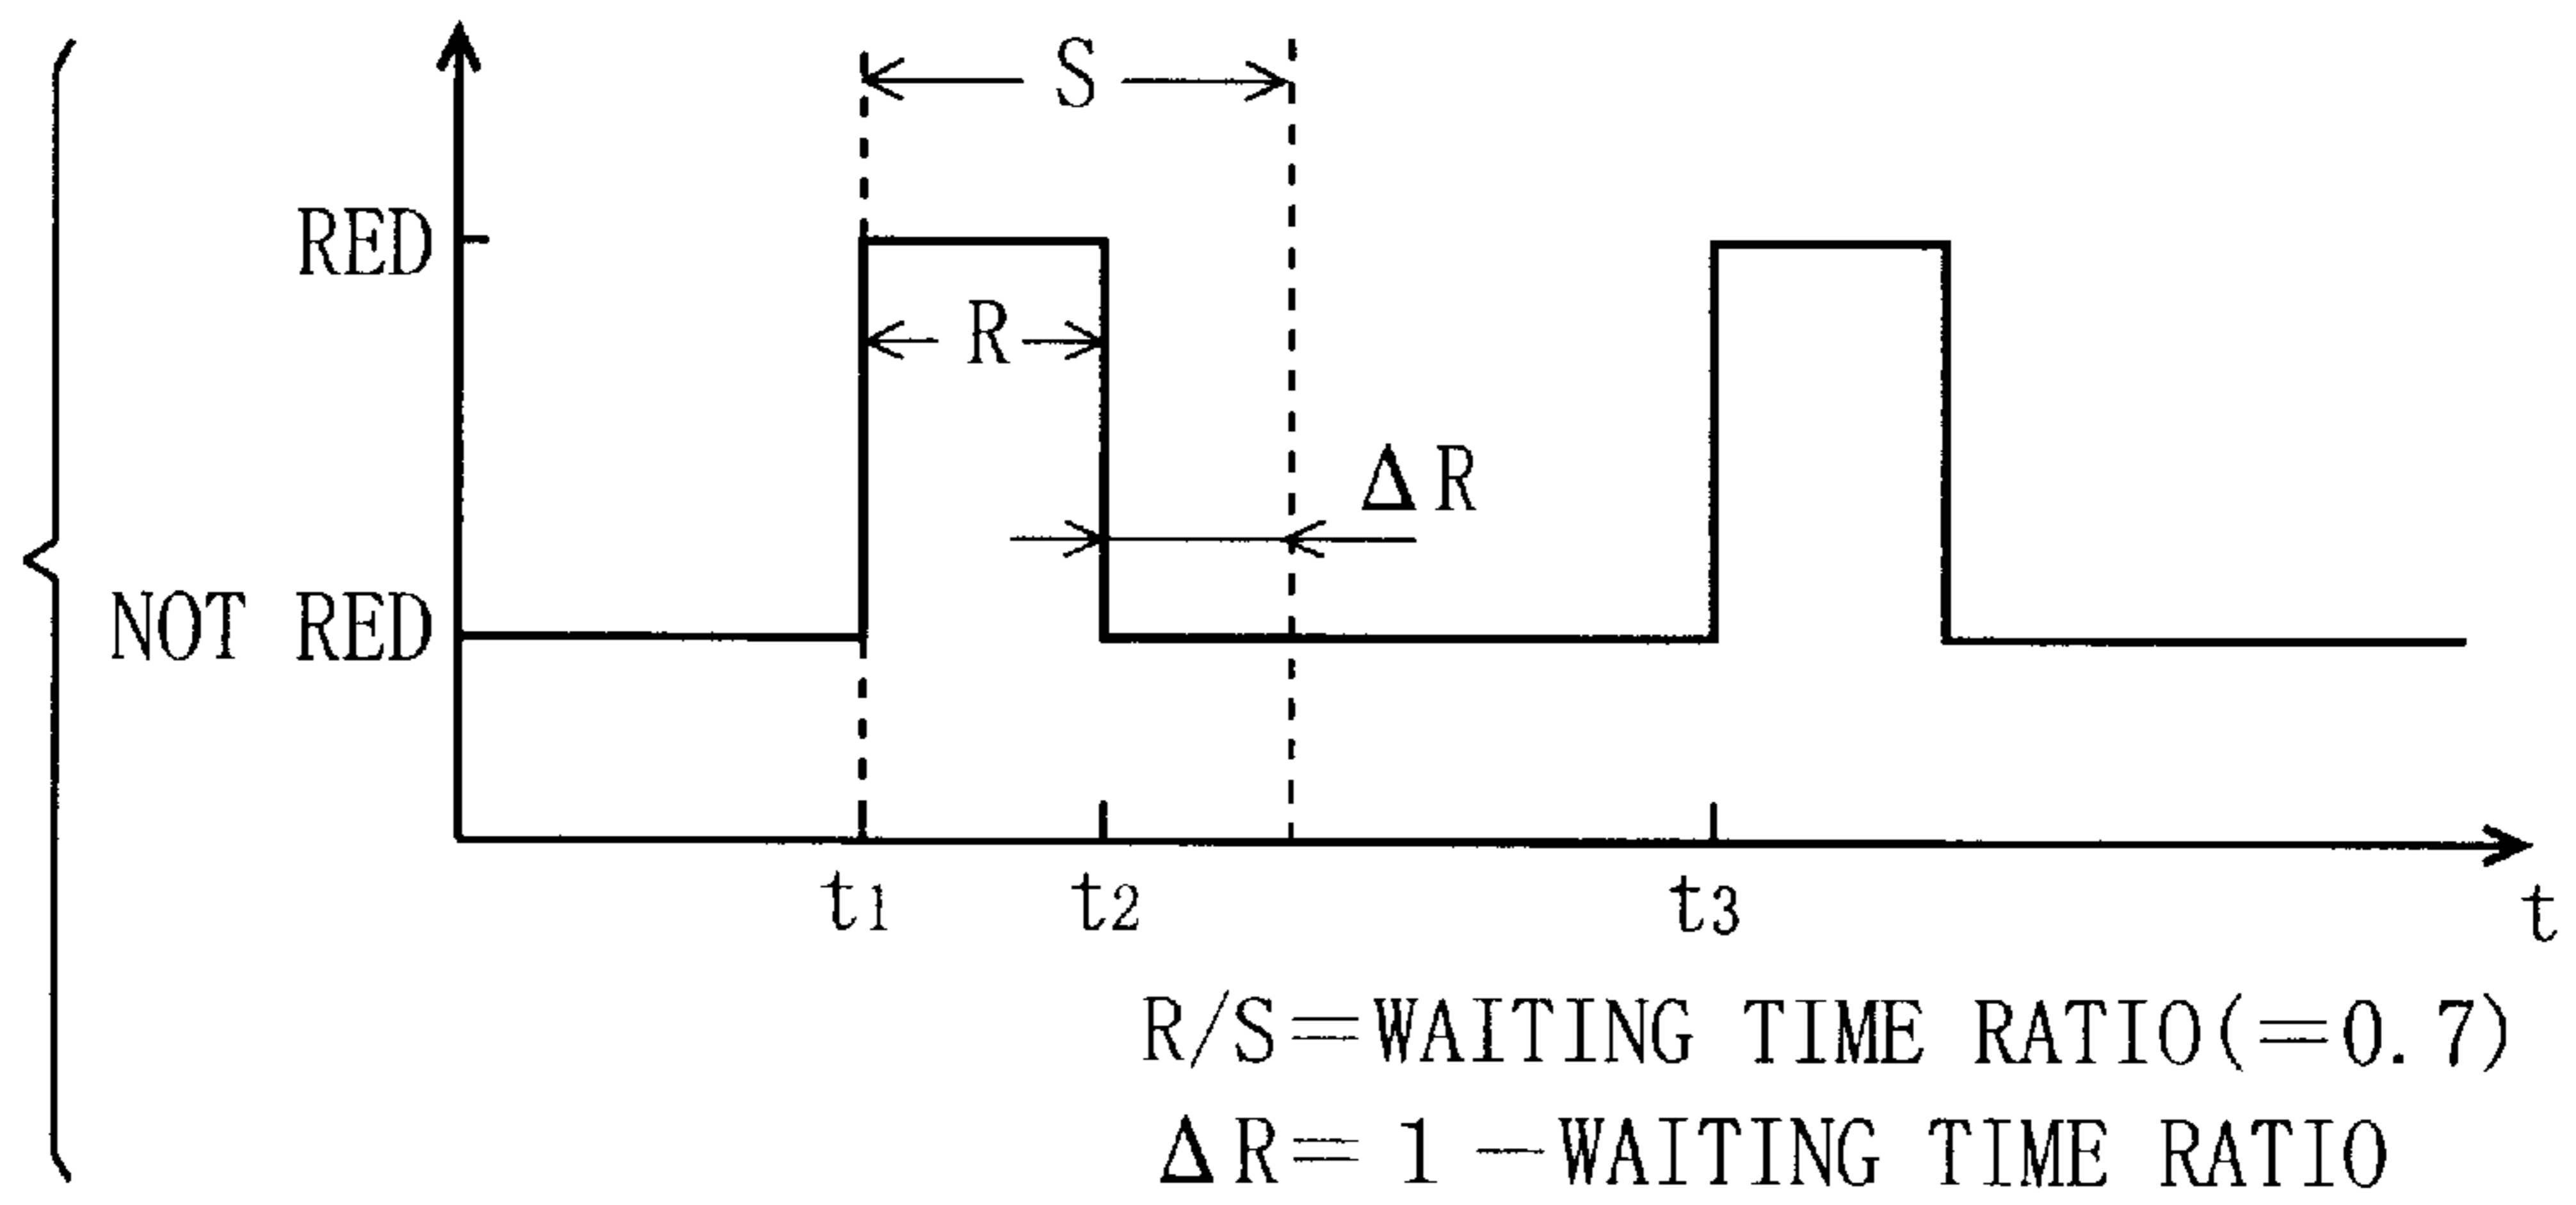 S
RED
R
ΔR
NOT RED
t1 t2 t3 t
R/S=WAITING TIME RATIO(=0.7)
ΔR=1-WAITING TIME RATIO